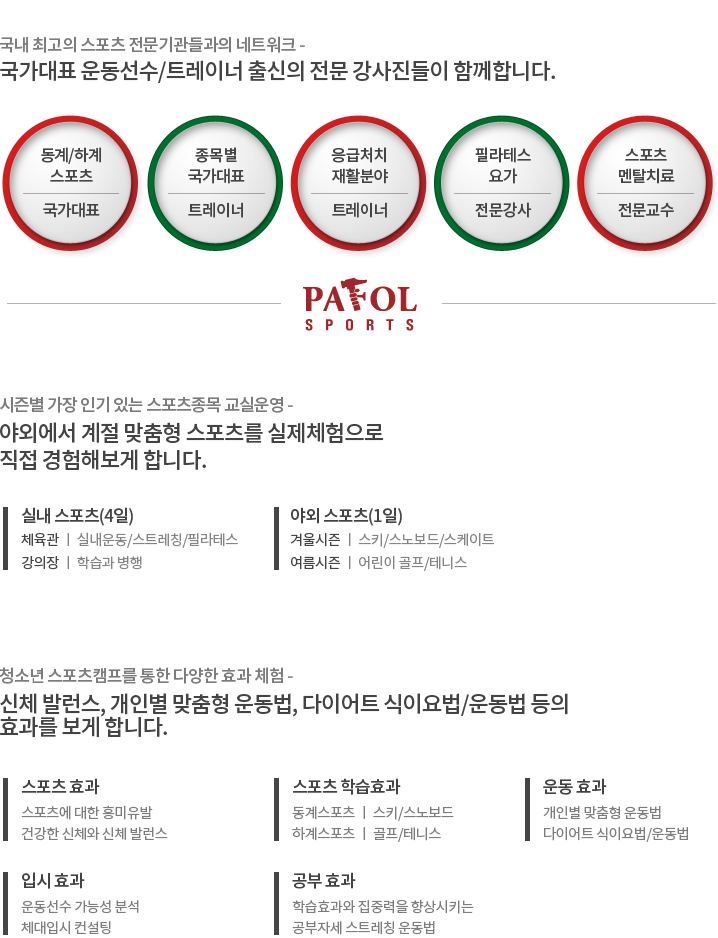 국내 최고의 스포츠 전문기관들과의 네트워크 -
국가대표 운동선수/트레이너 출신의 전문 강사진들이 함께합니다.
동계/하계
스포츠
국가대표
종목별
국가대표
트레이너
응급처치
재활분야
트레이너
필라테스
요가
전문강사
스포츠
멘탈치료
전문교수
PAFOL
SPORTS
시즌별 가장 인기 있는 스포츠종목 교실운영 -
야외에서 계절 맞춤형 스포츠를 실제체험으로
직접 경험해보게 합니다.
실내 스포츠(4일)
체육관 ㅣ 실내운동/스트레칭/필라테스
강의장 ㅣ 학습과 병행
야외 스포츠(1일)
겨울시즌 ㅣ 스키/스노보드/스케이트
여름시즌 ㅣ 어린이 골프/테니스
청소년 스포츠캠프를 통한 다양한 효과 체험 -
신체 발런스, 개인별 맞춤형 운동법, 다이어트 식이요법/운동법 등의
효과를 보게 합니다.
스포츠 효과
스포츠에 대한 흥미유발
건강한 신체와 신체 발런스
스포츠 학습효과
동계스포츠 ㅣ 스키/스노보드
하계스포츠 ㅣ 골프/테니스
운동 효과
개인별 맞춤형 운동법
다이어트 식이요법/운동법
입시 효과
운동선수 가능성 분석
체대입시 컨설팅
공부 효과
학습효과와 집중력을 향상시키는
공부자세 스트레칭 운동법